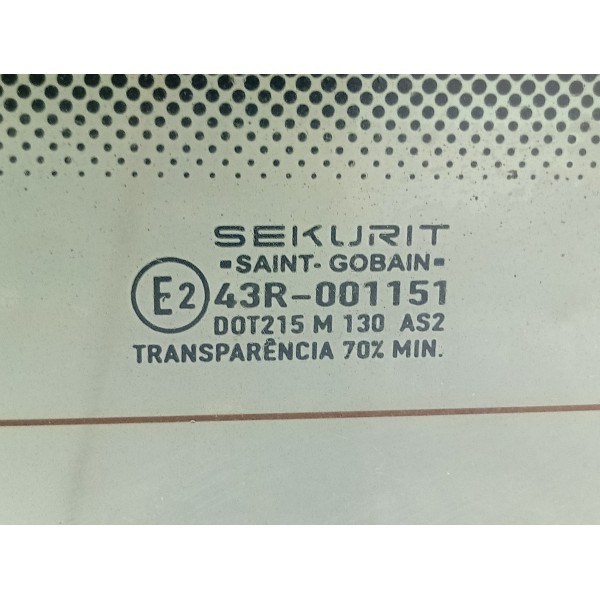 SEKURIT
▪SAINT-GOBAIN▪
E2 43R-001151
DOT215 M 130 AS2
TRANSPARÊNCIA 70% MIN.